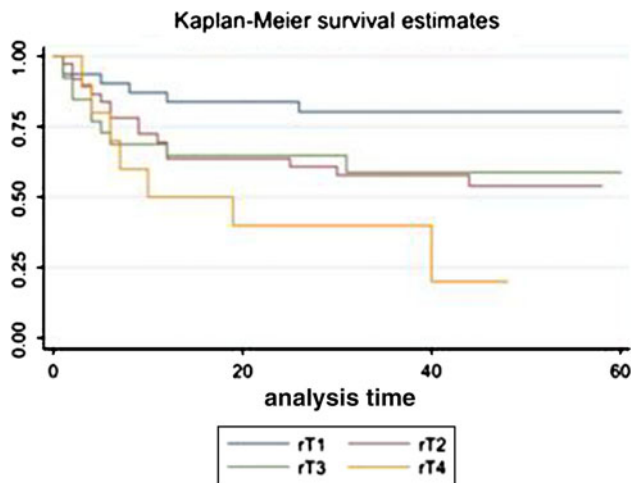 Kaplan-Meier survival estimates
1.00
0.75
0.50
0.25
0.00
0 20 40 60
analysis time
rT1 rT2
rT3 rT4